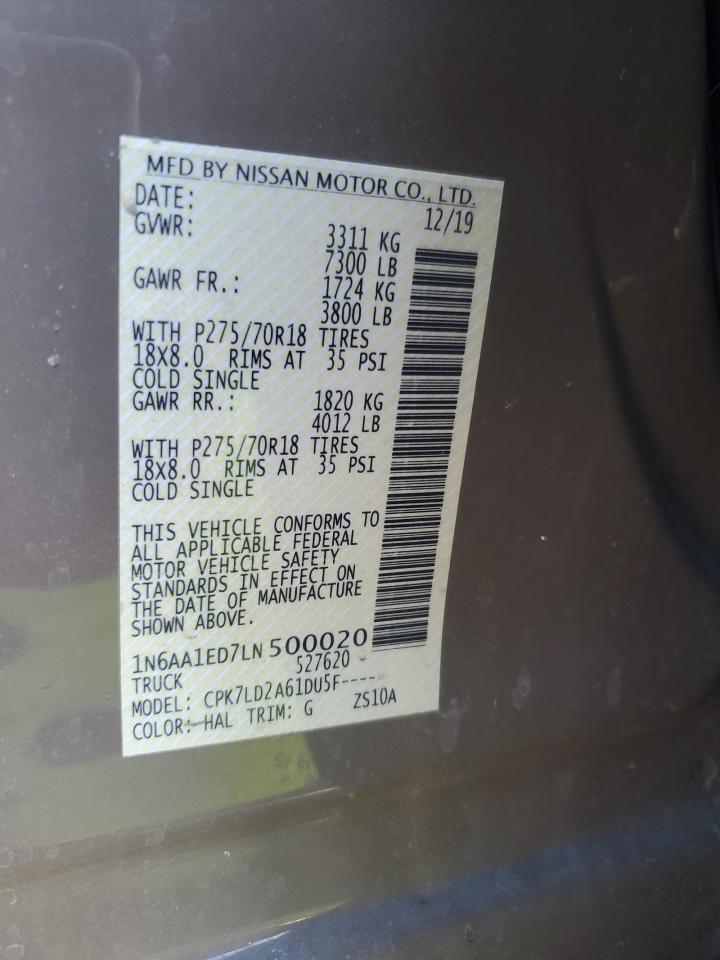 MFD BY NISSAN MOTOR CO., LTD.
DATE: 12/19
GVWR: 3311 KG
7300 LB
GAWR FR.: 1724 KG
3800 LB
WITH P275/70R18 TIRES
18X8.0 RIMS AT 35 PSI
COLD SINGLE
GAWR RR.: 1820 KG
4012 LB
WITH P275/70R18 TIRES
18X8.0 RIMS AT 35 PSI
COLD SINGLE
THIS VEHICLE CONFORMS TO
ALL APPLICABLE FEDERAL
MOTOR VEHICLE SAFETY
STANDARDS IN EFFECT ON
THE DATE OF MANUFACTURE
SHOWN ABOVE.
1N6AA1ED7LN 500020
TRUCK 527620
MODEL: CPK7LD2A61DU5F----
COLOR: HAL TRIM: G ZS10A